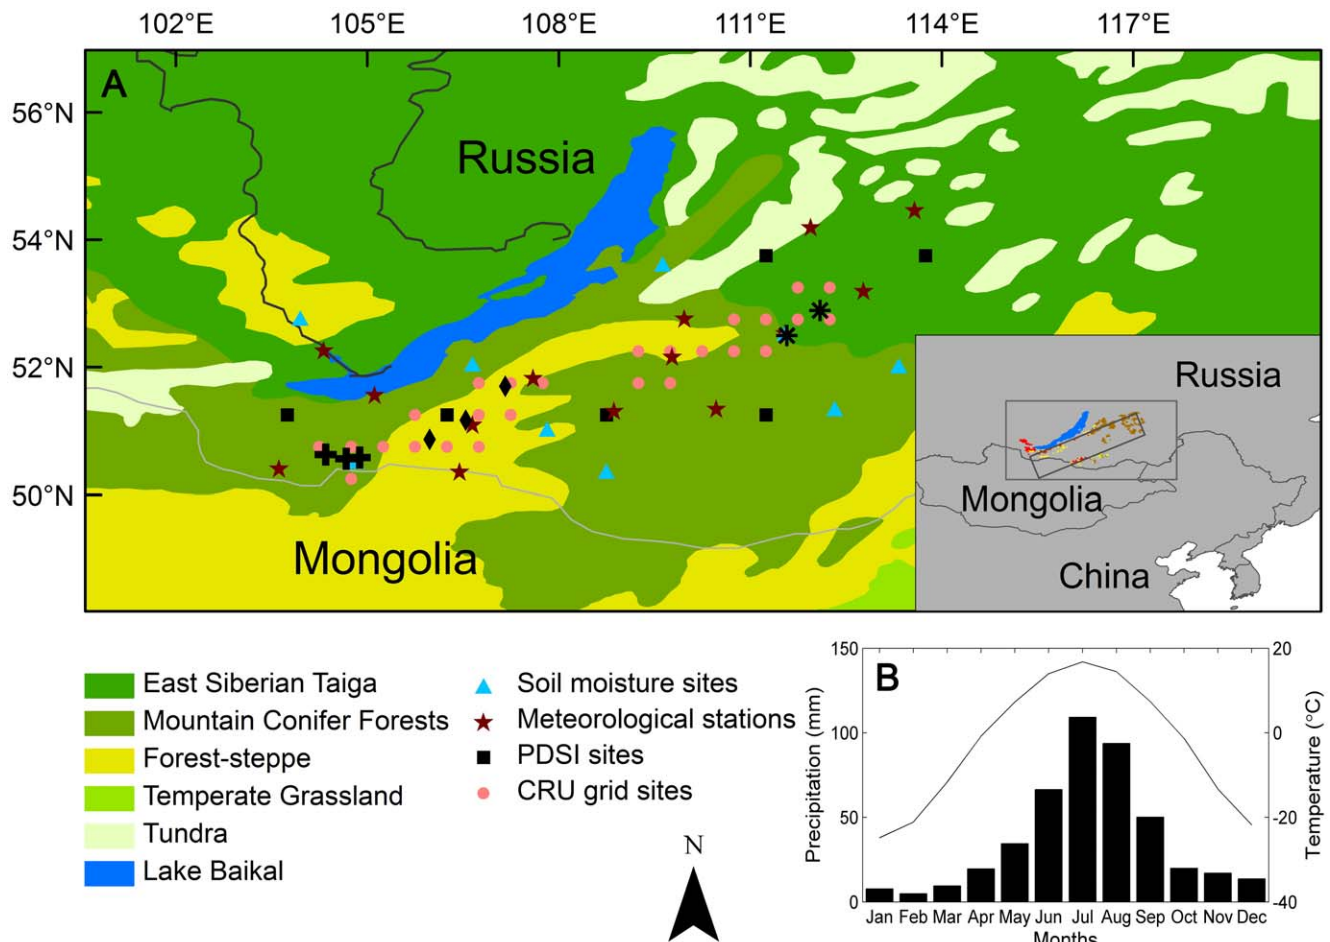 102°E 105°E 108°E 111°E 114°E 117°E
A
56°N
Russia
54°N
52°N
Russia
50°N
Mongolia
Mongolia
China
East Siberian Taiga
Mountain Conifer Forests
Forest-steppe
Temperate Grassland
Tundra
Lake Baikal
Soil moisture sites
Meteorological stations
PDSI sites
CRU grid sites
N
B
Precipitation (mm)
150
100
50
0
Temperature (°C)
20
0
-20
-40
Jan Feb Mar Apr May Jun Jul Aug Sep Oct Nov Dec
Months